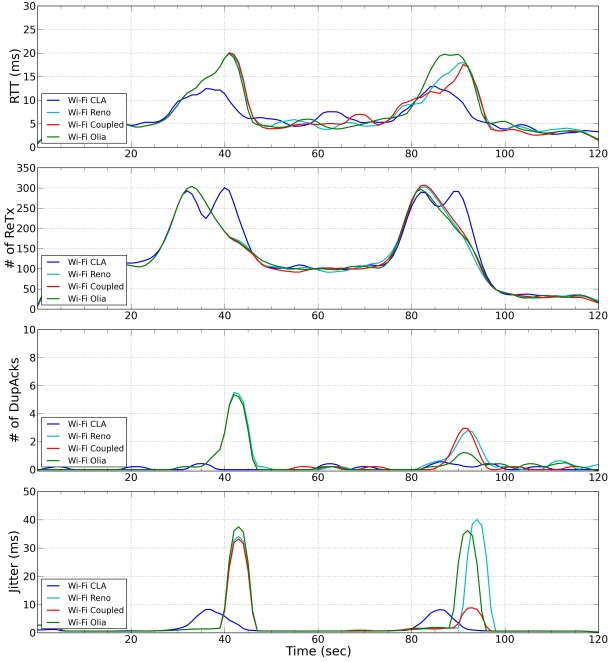 RTT (ms)
30
25
20
15
10
5
0
Wi-Fi CLA
Wi-Fi Reno
Wi-Fi Coupled
Wi-Fi Olia
20 40 60 80 100 120
# of ReTx
350
300
250
200
150
100
50
0
Wi-Fi CLA
Wi-Fi Reno
Wi-Fi Coupled
Wi-Fi Olia
20 40 60 80 100 120
# of DupAcks
10
8
6
4
2
0
Wi-Fi CLA
Wi-Fi Reno
Wi-Fi Coupled
Wi-Fi Olia
20 40 60 80 100 120
Jitter (ms)
50
40
30
20
10
0
Wi-Fi CLA
Wi-Fi Reno
Wi-Fi Coupled
Wi-Fi Olia
20 40 60 80 100 120
Time (sec)